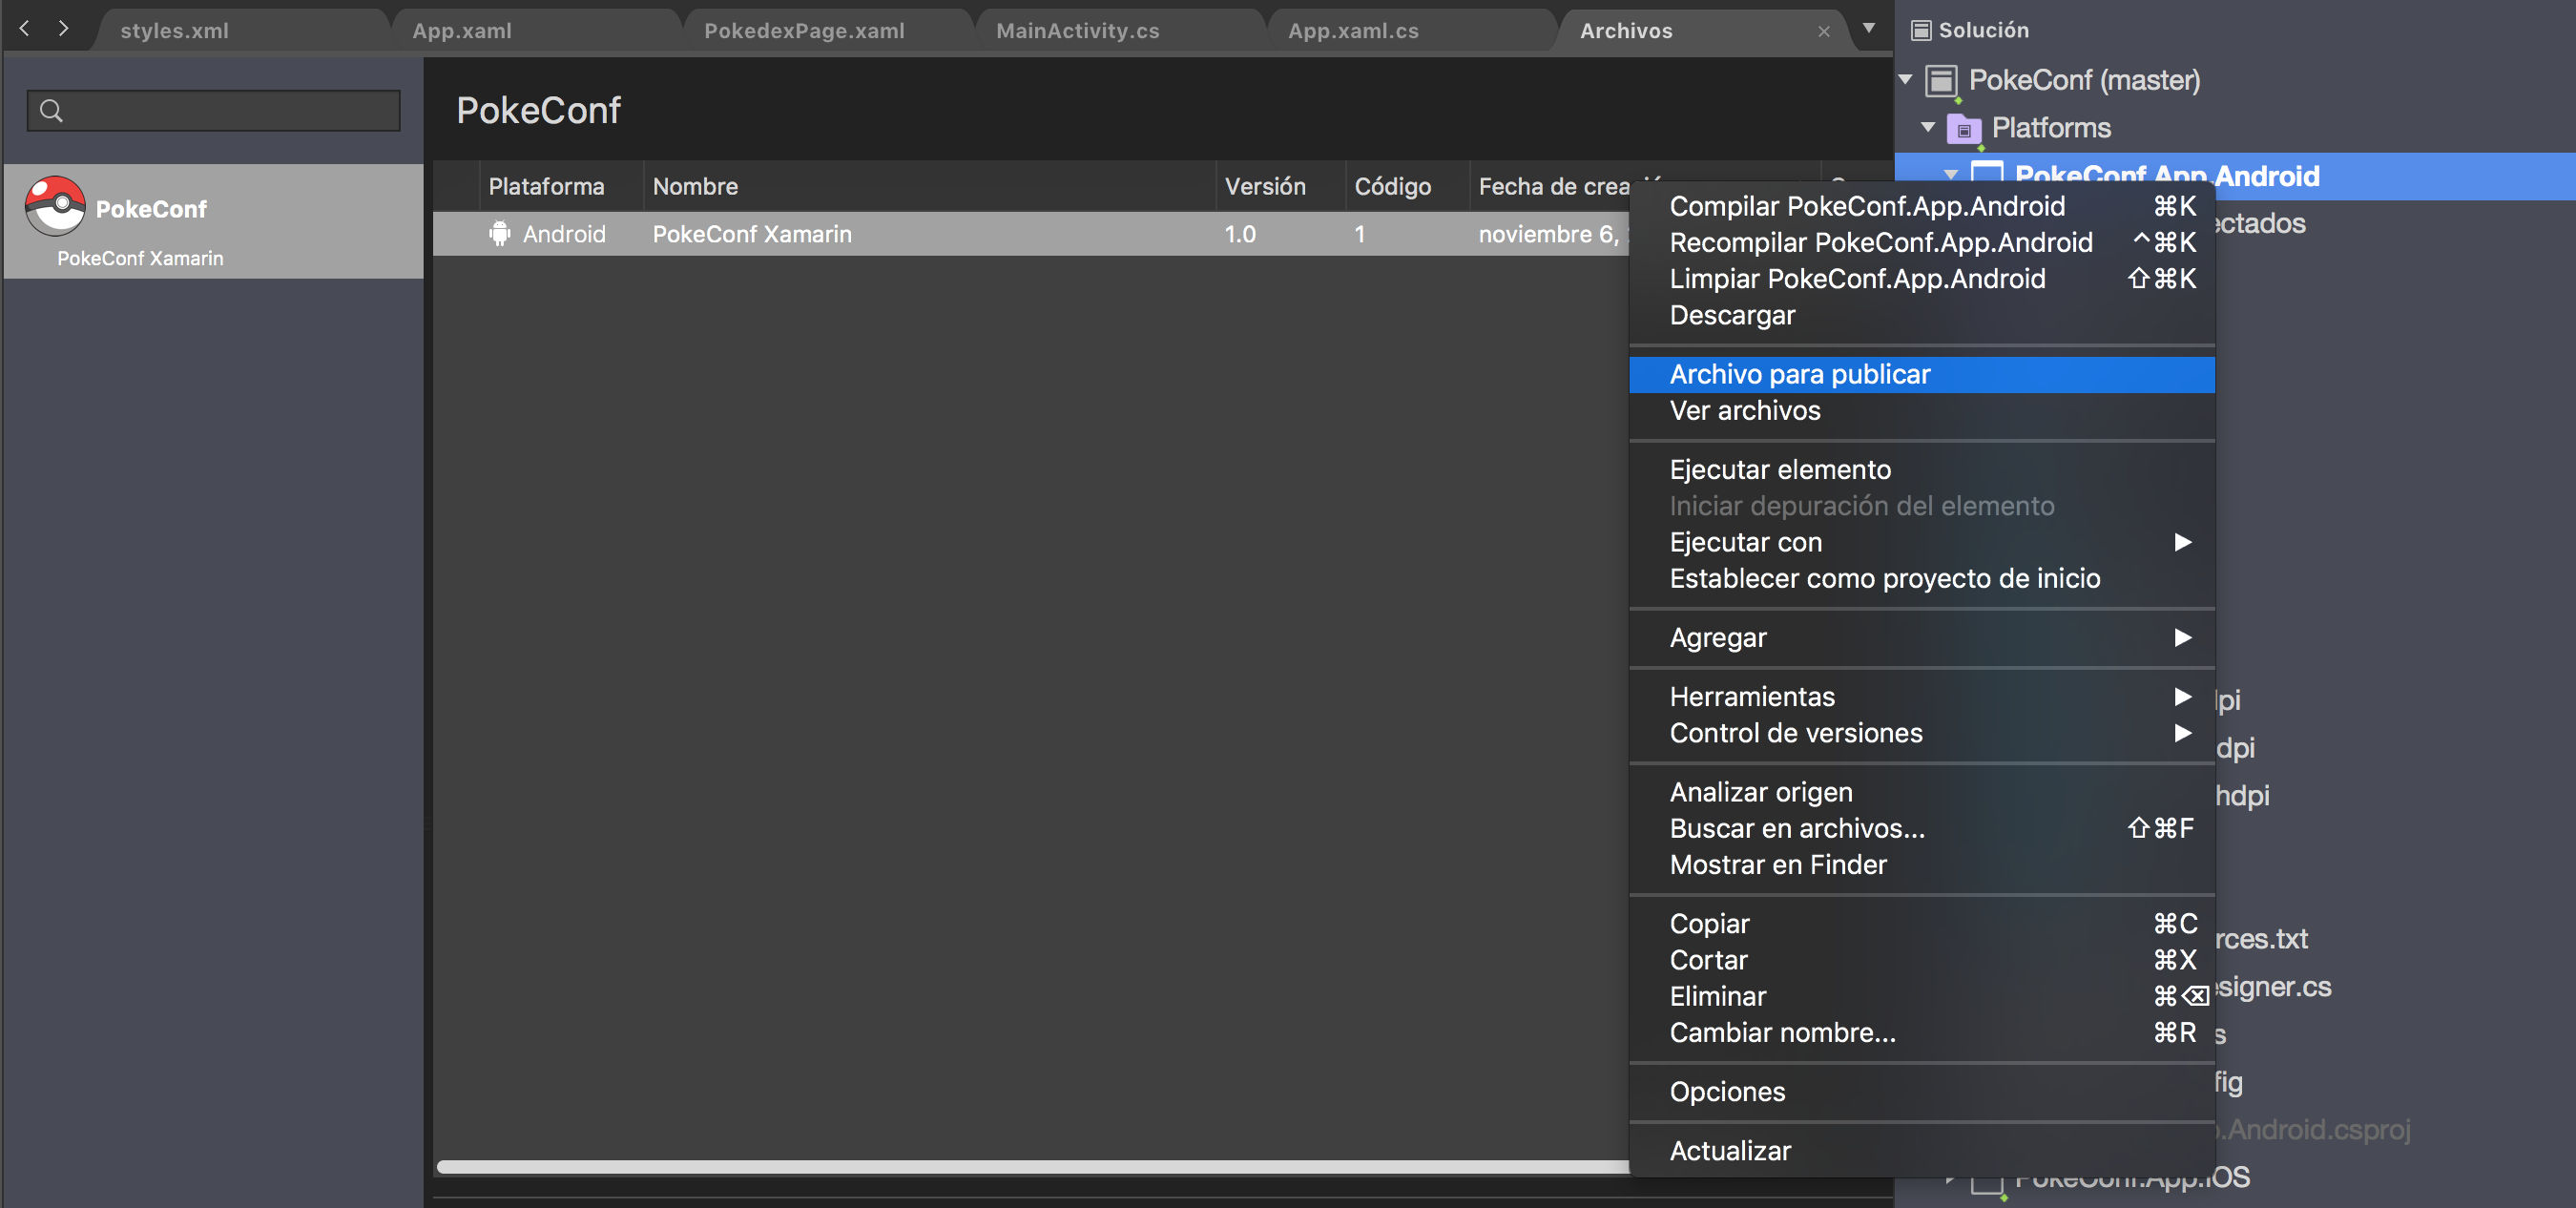 styles.xml
App.xaml
PokedexPage.xaml
MainActivity.cs
App.xaml.cs
Archivos
Solución
PokeConf
PokeConf Xamarin
PokeConf
Plataforma Nombre Versión Código Fecha de
Android PokeConf Xamarin 1.0 1 noviembre 6,
PokeConf (master)
Platforms
PokeConf.App.Android
Compilar PokeConf.App.Android ⌘K
Recompilar PokeConf.App.Android ^⌘K
Limpiar PokeConf.App.Android ⇧⌘K
Descargar
Archivo para publicar
Ver archivos
Ejecutar elemento
Iniciar depuración del elemento
Ejecutar con
Establecer como proyecto de inicio
Agregar
Herramientas
Control de versiones
Analizar origen
Buscar en archivos... ⇧⌘F
Mostrar en Finder
Copiar ⌘C
Cortar ⌘X
Eliminar ⌘⌫
Cambiar nombre... ⌘R
Opciones
Actualizar
ectados
dpi
hdpi
rces.txt
esigner.cs
s
fig
.Android.csproj
PokeConf.App.iOS